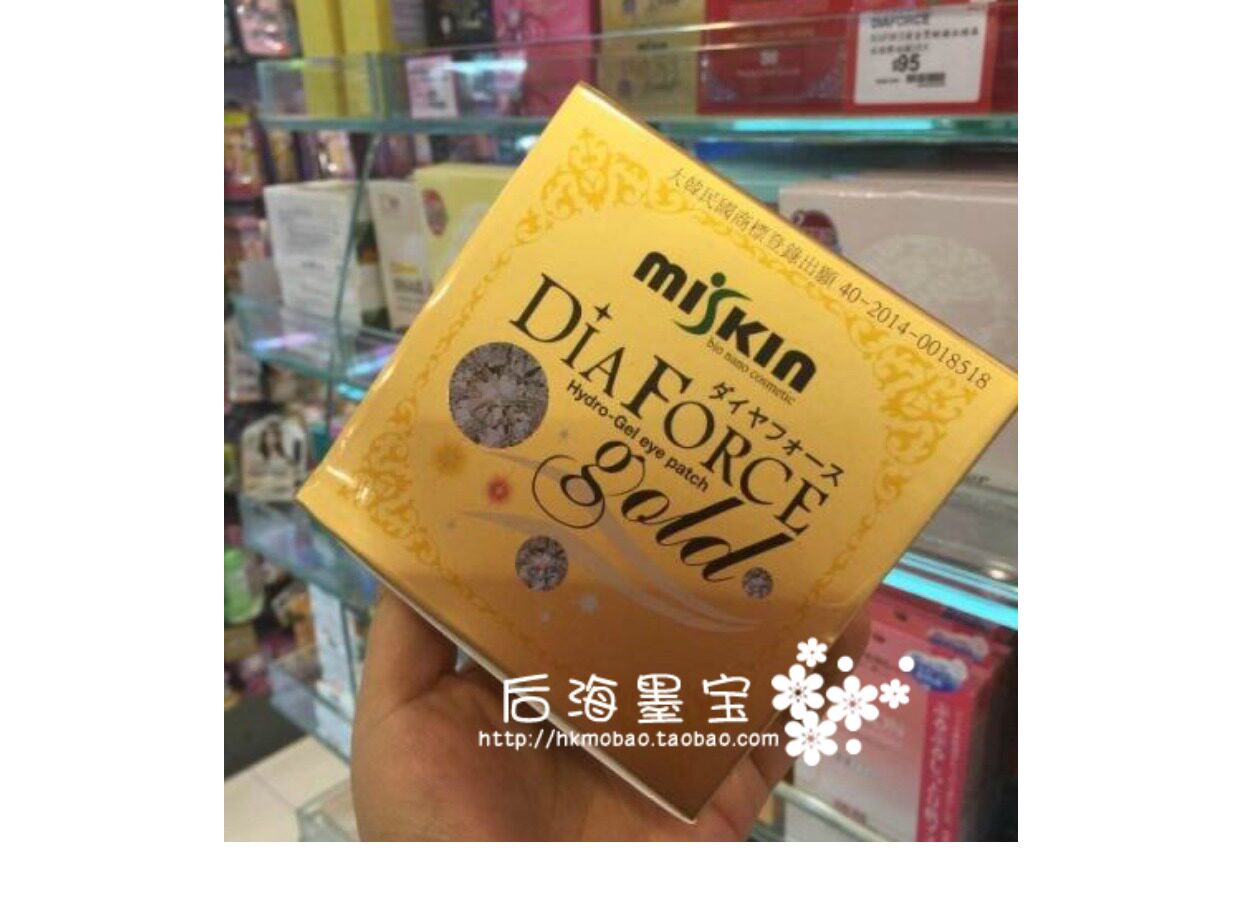 DIAFORCE
$95
miskin
大韓民國商標登錄出願 40-2014-0018518
miskin
bio nano cosmetic
ダイヤフォース
DIAFORCE
Hydro-Gel eye patch
gold
后海墨宝
http://hkmobao.taobao.com